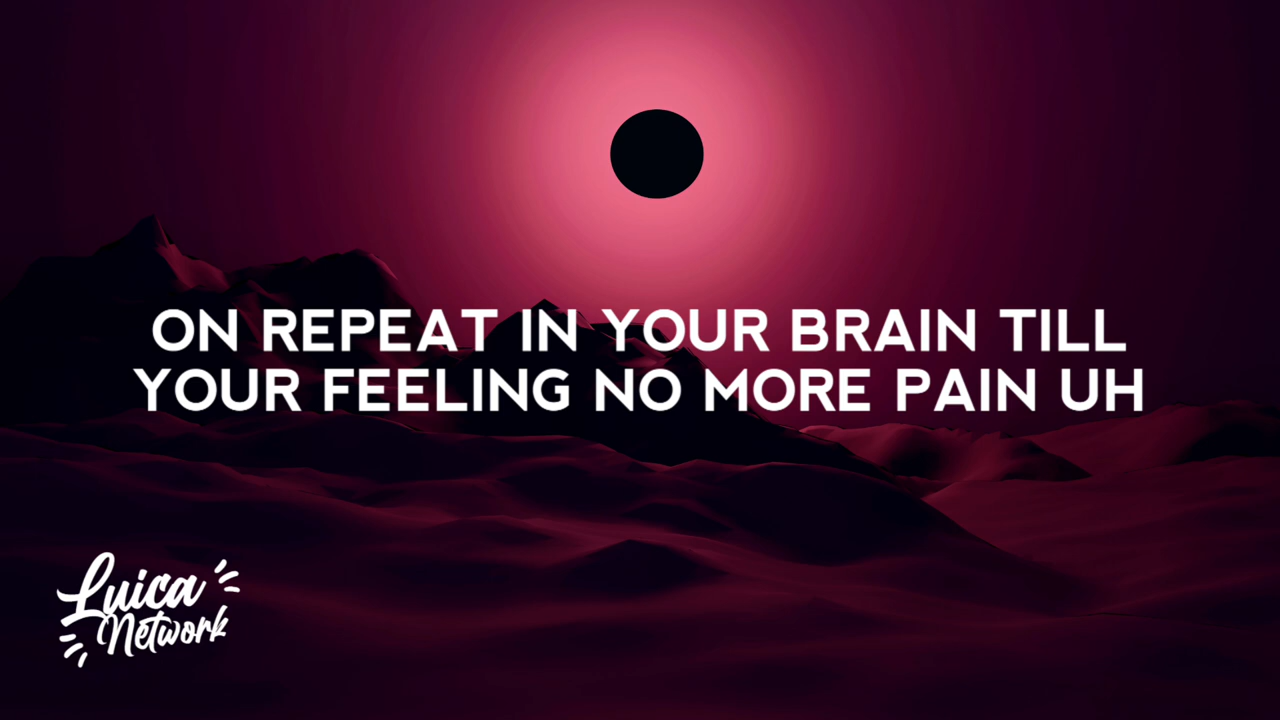 ON REPEAT IN YOUR BRAIN TILL
YOUR FEELING NO MORE PAIN UH
Luica
Network